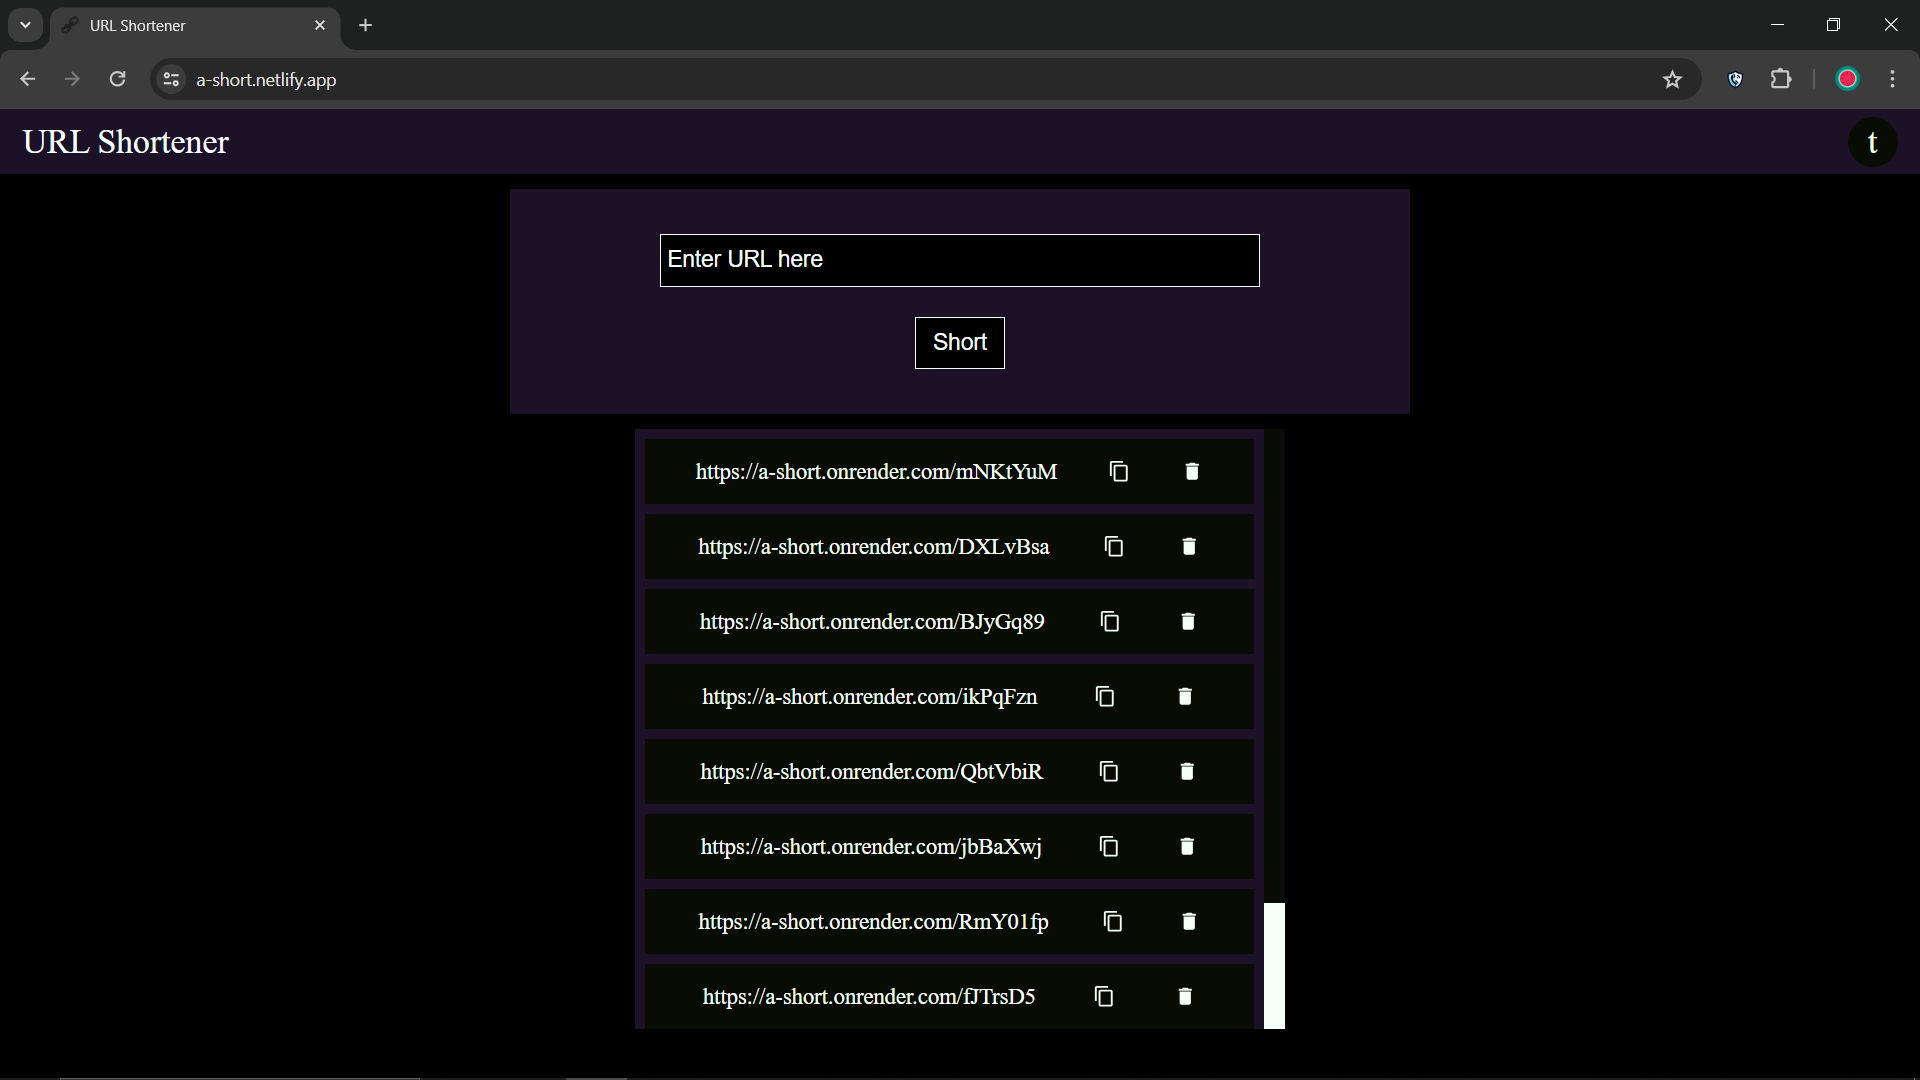 URL Shortener
a-short.netlify.app
URL Shortener
t
Enter URL here
Short
https://a-short.onrender.com/mNKtYuM
https://a-short.onrender.com/DXLvBsa
https://a-short.onrender.com/BJyGq89
https://a-short.onrender.com/ikPqFzn
https://a-short.onrender.com/QbtVbiR
https://a-short.onrender.com/jbBaXwj
https://a-short.onrender.com/RmY01fp
https://a-short.onrender.com/fJTrsD5